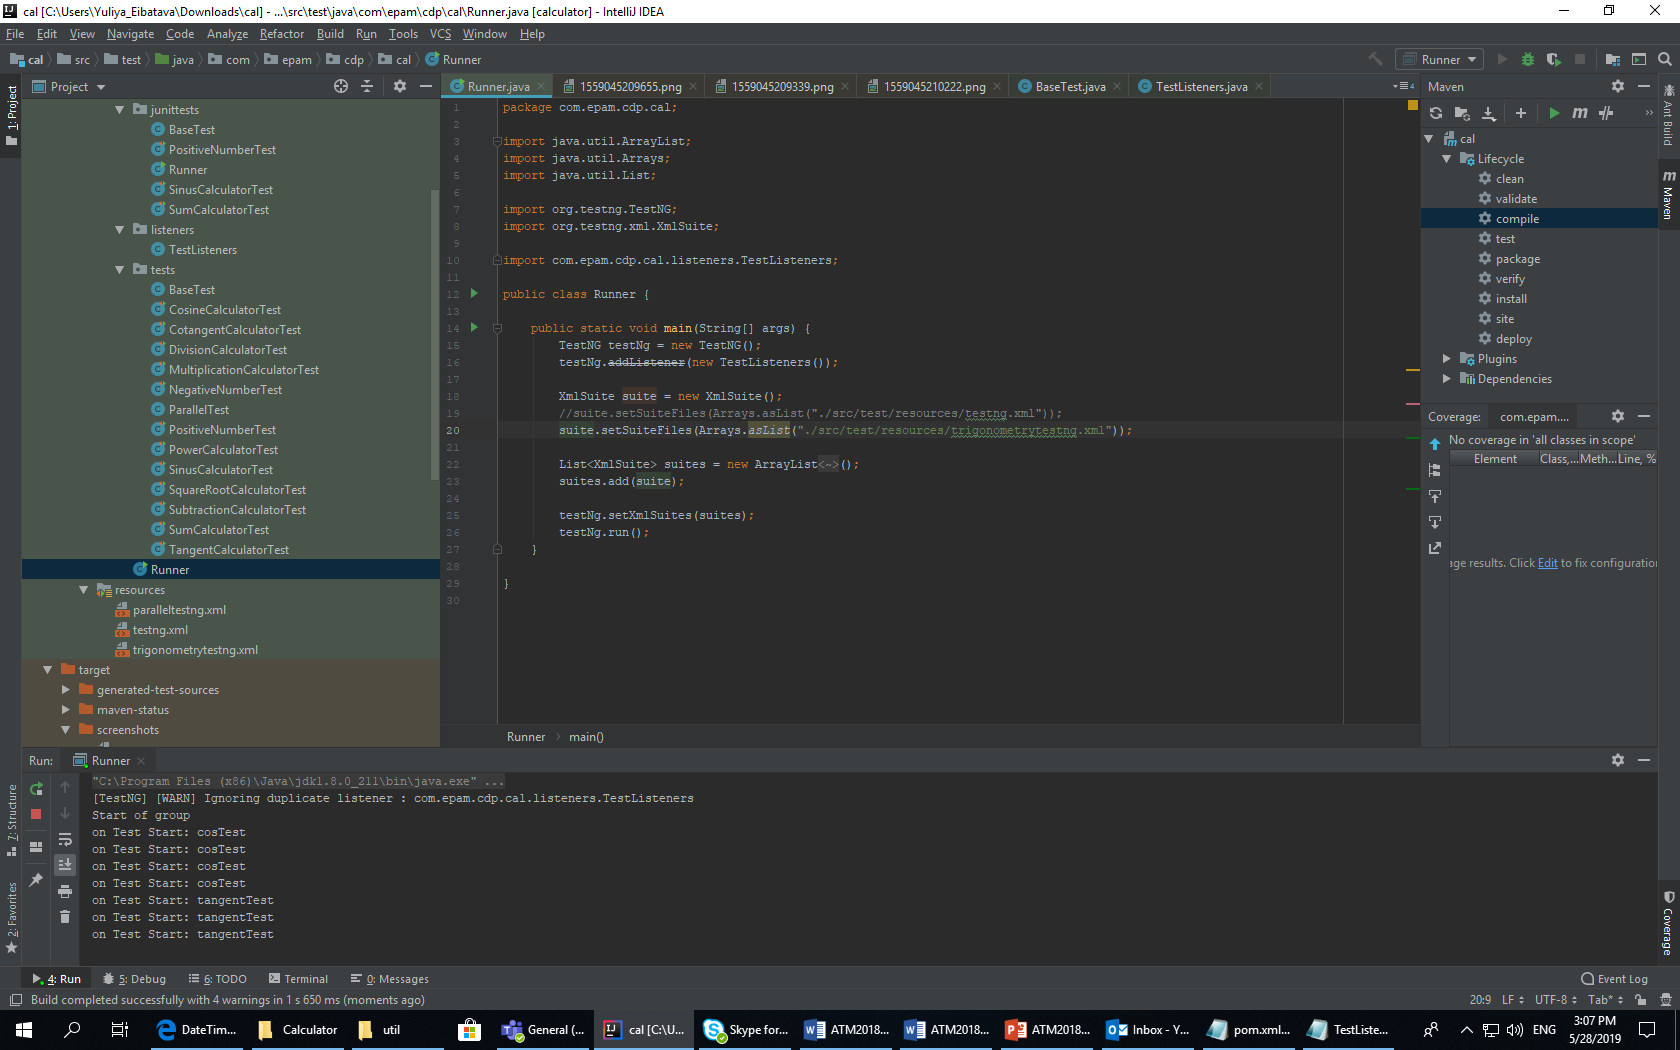 cal [C:\Users\Yuliya_Eibatava\Downloads\cal] - ...\src\test\java\com\epam\cdp\cal\Runner.java [calculator] - IntelliJ IDEA
File Edit View Navigate Code Analyze Refactor Build Run Tools VCS Window Help
cal src test java com epam cdp cal Runner
Runner
Project
1: Project
junittests
BaseTest
PositiveNumberTest
Runner
SinusCalculatorTest
SumCalculatorTest
listeners
TestListeners
tests
BaseTest
CosineCalculatorTest
CotangentCalculatorTest
DivisionCalculatorTest
MultiplicationCalculatorTest
NegativeNumberTest
ParallelTest
PositiveNumberTest
PowerCalculatorTest
SinusCalculatorTest
SquareRootCalculatorTest
SubtractionCalculatorTest
SumCalculatorTest
TangentCalculatorTest
Runner
resources
paralleltestng.xml
testng.xml
trigonometrytestng.xml
target
generated-test-sources
maven-status
screenshots
Runner.java 1559045209655.png 1559045209339.png 1559045210222.png BaseTest.java TestListeners.java
4
1 package com.epam.cdp.cal;
2
3 import java.util.ArrayList;
4 import java.util.Arrays;
5 import java.util.List;
6
7 import org.testng.TestNG;
8 import org.testng.xml.XmlSuite;
9
10 import com.epam.cdp.cal.listeners.TestListeners;
11
12 public class Runner {
13
14 public static void main(String[] args) {
15 TestNG testNg = new TestNG();
16 testNg.addListener(new TestListeners());
17
18 XmlSuite suite = new XmlSuite();
19 //suite.setSuiteFiles(Arrays.asList("./src/test/resources/testng.xml"));
20 suite.setSuiteFiles(Arrays.asList("./src/test/resources/trigonometrytestng.xml"));
21
22 List<XmlSuite> suites = new ArrayList<~>();
23 suites.add(suite);
24
25 testNg.setXmlSuites(suites);
26 testNg.run();
27 }
28
29 }
30
Runner main()
Maven
cal
Lifecycle
clean
validate
compile
test
package
verify
install
site
deploy
Plugins
Dependencies
Coverage: com.epam....
No coverage in 'all classes in scope'
Element Class,... Meth... Line, %
age results. Click Edit to fix configuration
Ant Build
Maven
Coverage
Run: Runner
"C:\Program Files (x86)\Java\jdk1.8.0_211\bin\java.exe" ...
[TestNG] [WARN] Ignoring duplicate listener : com.epam.cdp.cal.listeners.TestListeners
Start of group
on Test Start: cosTest
on Test Start: cosTest
on Test Start: cosTest
on Test Start: cosTest
on Test Start: tangentTest
on Test Start: tangentTest
on Test Start: tangentTest
7: Structure
2: Favorites
4: Run 5: Debug 6: TODO Terminal 0: Messages Event Log
Build completed successfully with 4 warnings in 1 s 650 ms (moments ago) 20:9 LF UTF-8 Tab*
DateTim... Calculator util General (... cal [C:\U... Skype for... ATM2018... ATM2018... ATM2018... Inbox - Y... pom.xml... TestListe... ENG 3:07 PM
5/28/2019